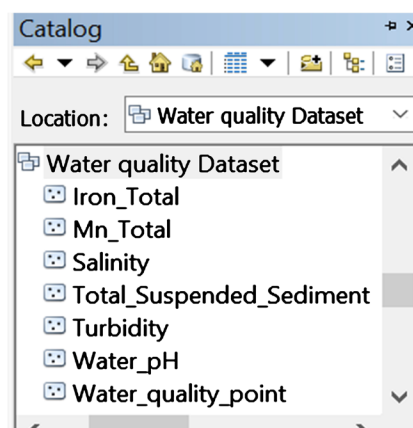 Catalog
Location: Water quality Dataset
Water quality Dataset
Iron_Total
Mn_Total
Salinity
Total_Suspended_Sediment
Turbidity
Water_pH
Water_quality_point